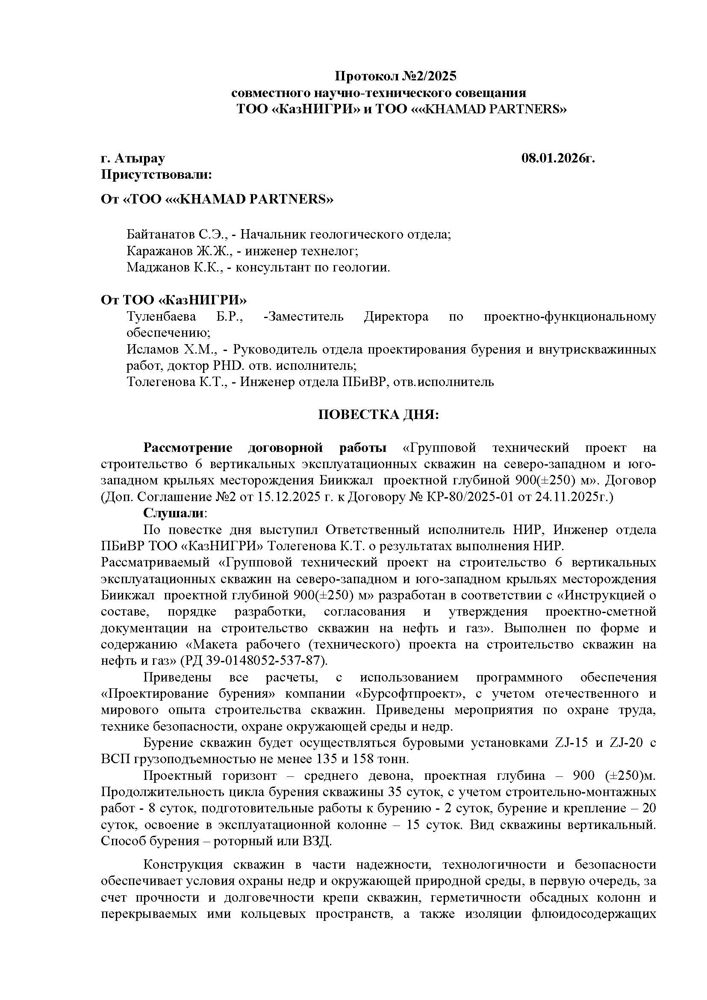 Протокол №2/2025
совместного научно-технического совещания
ТОО «КазНИГРИ» и ТОО ««KHAMAD PARTNERS»
г. Атырау 08.01.2026г.
Присутствовали:
От «ТОО ««KHAMAD PARTNERS»
Байтанатов С.Э., - Начальник геологического отдела;
Каражанов Ж.Ж., - инженер технелог;
Маджанов К.К., - консультант по геологии.
От ТОО «КазНИГРИ»
Туленбаева Б.Р., -Заместитель Директора по проектно-функциональному
обеспечению;
Исламов Х.М., - Руководитель отдела проектирования бурения и внутрискважинных
работ, доктор PHD. отв. исполнитель;
Толегенова К.Т., - Инженер отдела ПБиВР, отв.исполнитель
ПОВЕСТКА ДНЯ:
Рассмотрение договорной работы «Групповой технический проект на
строительство 6 вертикальных эксплуатационных скважин на северо-западном и юго-
западном крыльях месторождения Биикжал проектной глубиной 900(±250) м». Договор
(Доп. Соглашение №2 от 15.12.2025 г. к Договору № KP-80/2025-01 от 24.11.2025г.)
Слушали:
По повестке дня выступил Ответственный исполнитель НИР, Инженер отдела
ПБиВР ТОО «КазНИГРИ» Толегенова К.Т. о результатах выполнения НИР.
Рассматриваемый «Групповой технический проект на строительство 6 вертикальных
эксплуатационных скважин на северо-западном и юго-западном крыльях месторождения
Биикжал проектной глубиной 900(±250) м» разработан в соответствии с «Инструкцией о
составе, порядке разработки, согласования и утверждения проектно-сметной
документации на строительство скважин на нефть и газ». Выполнен по форме и
содержанию «Макета рабочего (технического) проекта на строительство скважин на
нефть и газ» (РД 39-0148052-537-87).
Приведены все расчеты, с использованием программного обеспечения
«Проектирование бурения» компании «Бурсофтпроект», с учетом отечественного и
мирового опыта строительства скважин. Приведены мероприятия по охране труда,
технике безопасности, охране окружающей среды и недр.
Бурение скважин будет осуществляться буровыми установками ZJ-15 и ZJ-20 с
ВСП грузоподъемностью не менее 135 и 158 тонн.
Проектный горизонт – среднего девона, проектная глубина – 900 (±250)м.
Продолжительность цикла бурения скважины 35 суток, с учетом строительно-монтажных
работ - 8 суток, подготовительные работы к бурению - 2 суток, бурение и крепление – 20
суток, освоение в эксплуатационной колонне – 15 суток. Вид скважины вертикальный.
Способ бурения – роторный или ВЗД.
Конструкция скважин в части надежности, технологичности и безопасности
обеспечивает условия охраны недр и окружающей природной среды, в первую очередь, за
счет прочности и долговечности крепи скважин, герметичности обсадных колонн и
перекрываемых ими кольцевых пространств, а также изоляции флюидосодержащих